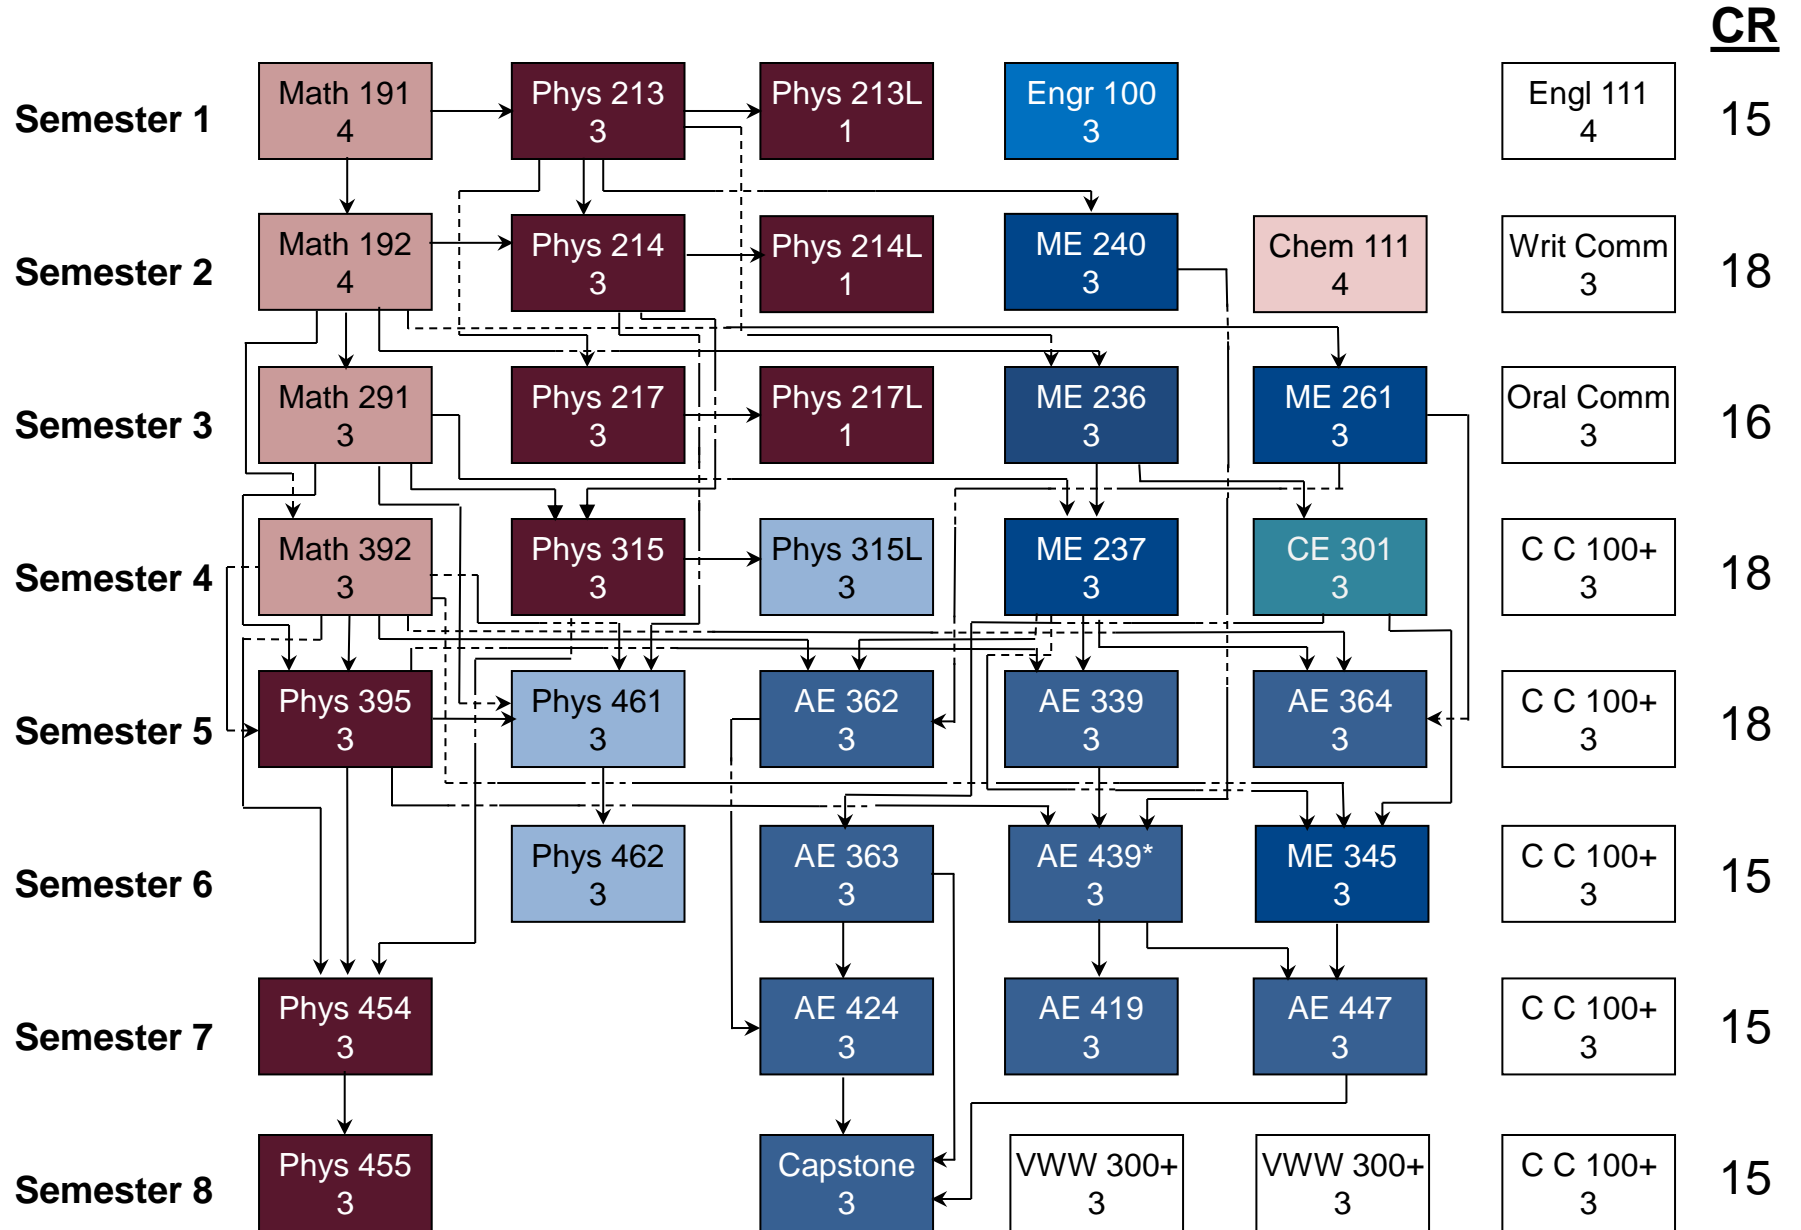 CR
Semester 1
Math 191
4
Phys 213
3
Phys 213L
1
Engr 100
3
Engl 111
4
15
Semester 2
Math 192
4
Phys 214
3
Phys 214L
1
ME 240
3
Chem 111
4
Writ Comm
3
18
Semester 3
Math 291
3
Phys 217
3
Phys 217L
1
ME 236
3
ME 261
3
Oral Comm
3
16
Semester 4
Math 392
3
Phys 315
3
Phys 315L
3
ME 237
3
CE 301
3
C C 100+
3
18
Semester 5
Phys 395
3
Phys 461
3
AE 362
3
AE 339
3
AE 364
3
C C 100+
3
18
Semester 6
Phys 462
3
AE 363
3
AE 439*
3
ME 345
3
C C 100+
3
15
Semester 7
Phys 454
3
AE 424
3
AE 419
3
AE 447
3
C C 100+
3
15
Semester 8
Phys 455
3
Capstone
3
VWW 300+
3
VWW 300+
3
C C 100+
3
15